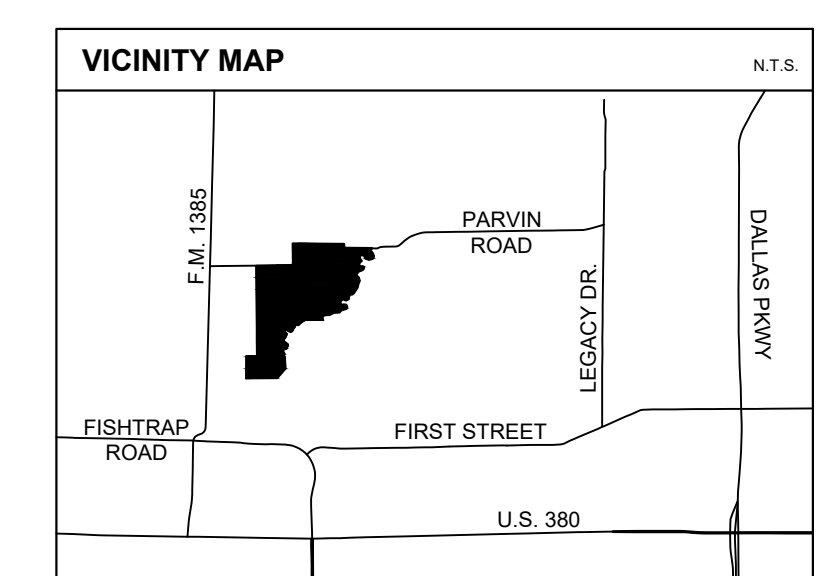 VICINITY MAP
N.T.S.
F.M. 1385
PARVIN
ROAD
DALLAS PKWY
LEGACY DR.
FISHTRAP
ROAD
FIRST STREET
U.S. 380